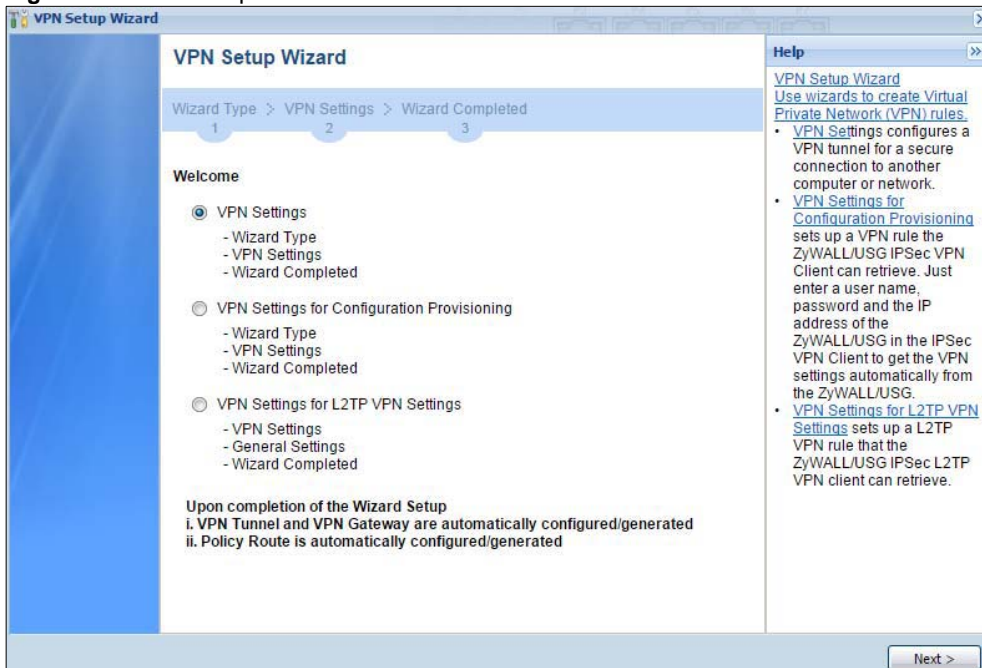 VPN Setup Wizard
VPN Setup Wizard
Wizard Type > VPN Settings > Wizard Completed
1 2 3
Welcome
VPN Settings
- Wizard Type
- VPN Settings
- Wizard Completed
VPN Settings for Configuration Provisioning
- Wizard Type
- VPN Settings
- Wizard Completed
VPN Settings for L2TP VPN Settings
- VPN Settings
- General Settings
- Wizard Completed
Upon completion of the Wizard Setup
i. VPN Tunnel and VPN Gateway are automatically configured/generated
ii. Policy Route is automatically configured/generated
Help
VPN Setup Wizard
Use wizards to create Virtual
Private Network (VPN) rules.
• VPN Settings configures a
VPN tunnel for a secure
connection to another
computer or network.
• VPN Settings for
Configuration Provisioning
sets up a VPN rule the
ZyWALL/USG IPSec VPN
Client can retrieve. Just
enter a user name,
password and the IP
address of the
ZyWALL/USG in the IPSec
VPN Client to get the VPN
settings automatically from
the ZyWALL/USG.
• VPN Settings for L2TP VPN
Settings sets up a L2TP
VPN rule that the
ZyWALL/USG IPSec L2TP
VPN client can retrieve.
Next >